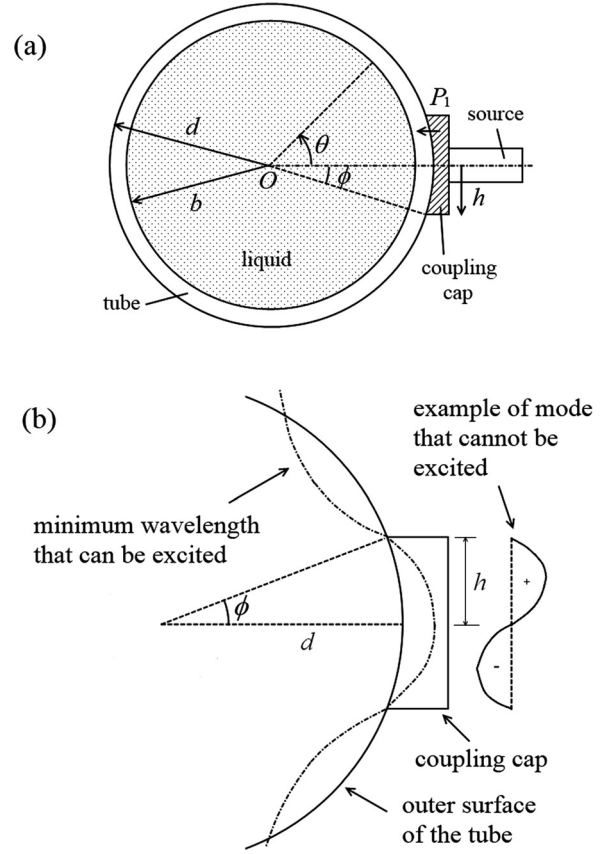 (a)
P1
source
d
θ
O
ϕ
h
b
liquid
coupling
cap
tube
(b)
example of mode
that cannot be
excited
minimum wavelength
that can be excited
h
+
ϕ
d
-
coupling cap
outer surface
of the tube